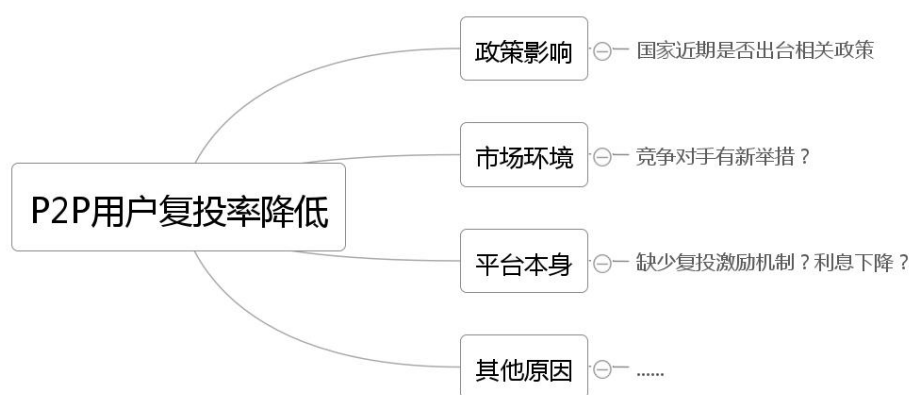 P2P用户复投率降低
政策影响
国家近期是否出台相关政策
市场环境
竞争对手有新举措？
平台本身
缺少复投激励机制？利息下降？
其他原因
......